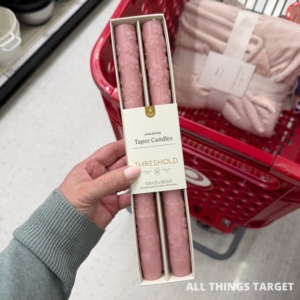 Taper Candles
THRESHOLD
ALL THINGS TARGET